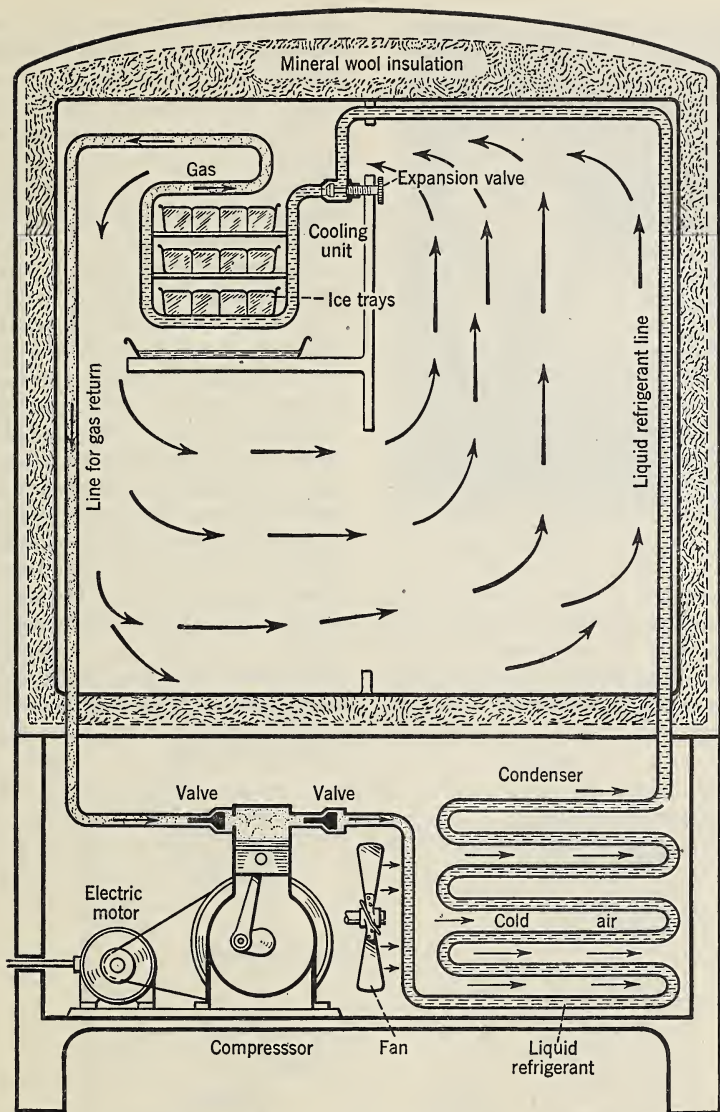 Mineral wool insulation
Gas
Expansion valve
Cooling
unit
Ice trays
Line for gas return
Liquid refrigerant line
Condenser
Valve
Valve
Electric
motor
Cold air
Compresssor
Fan
Liquid
refrigerant